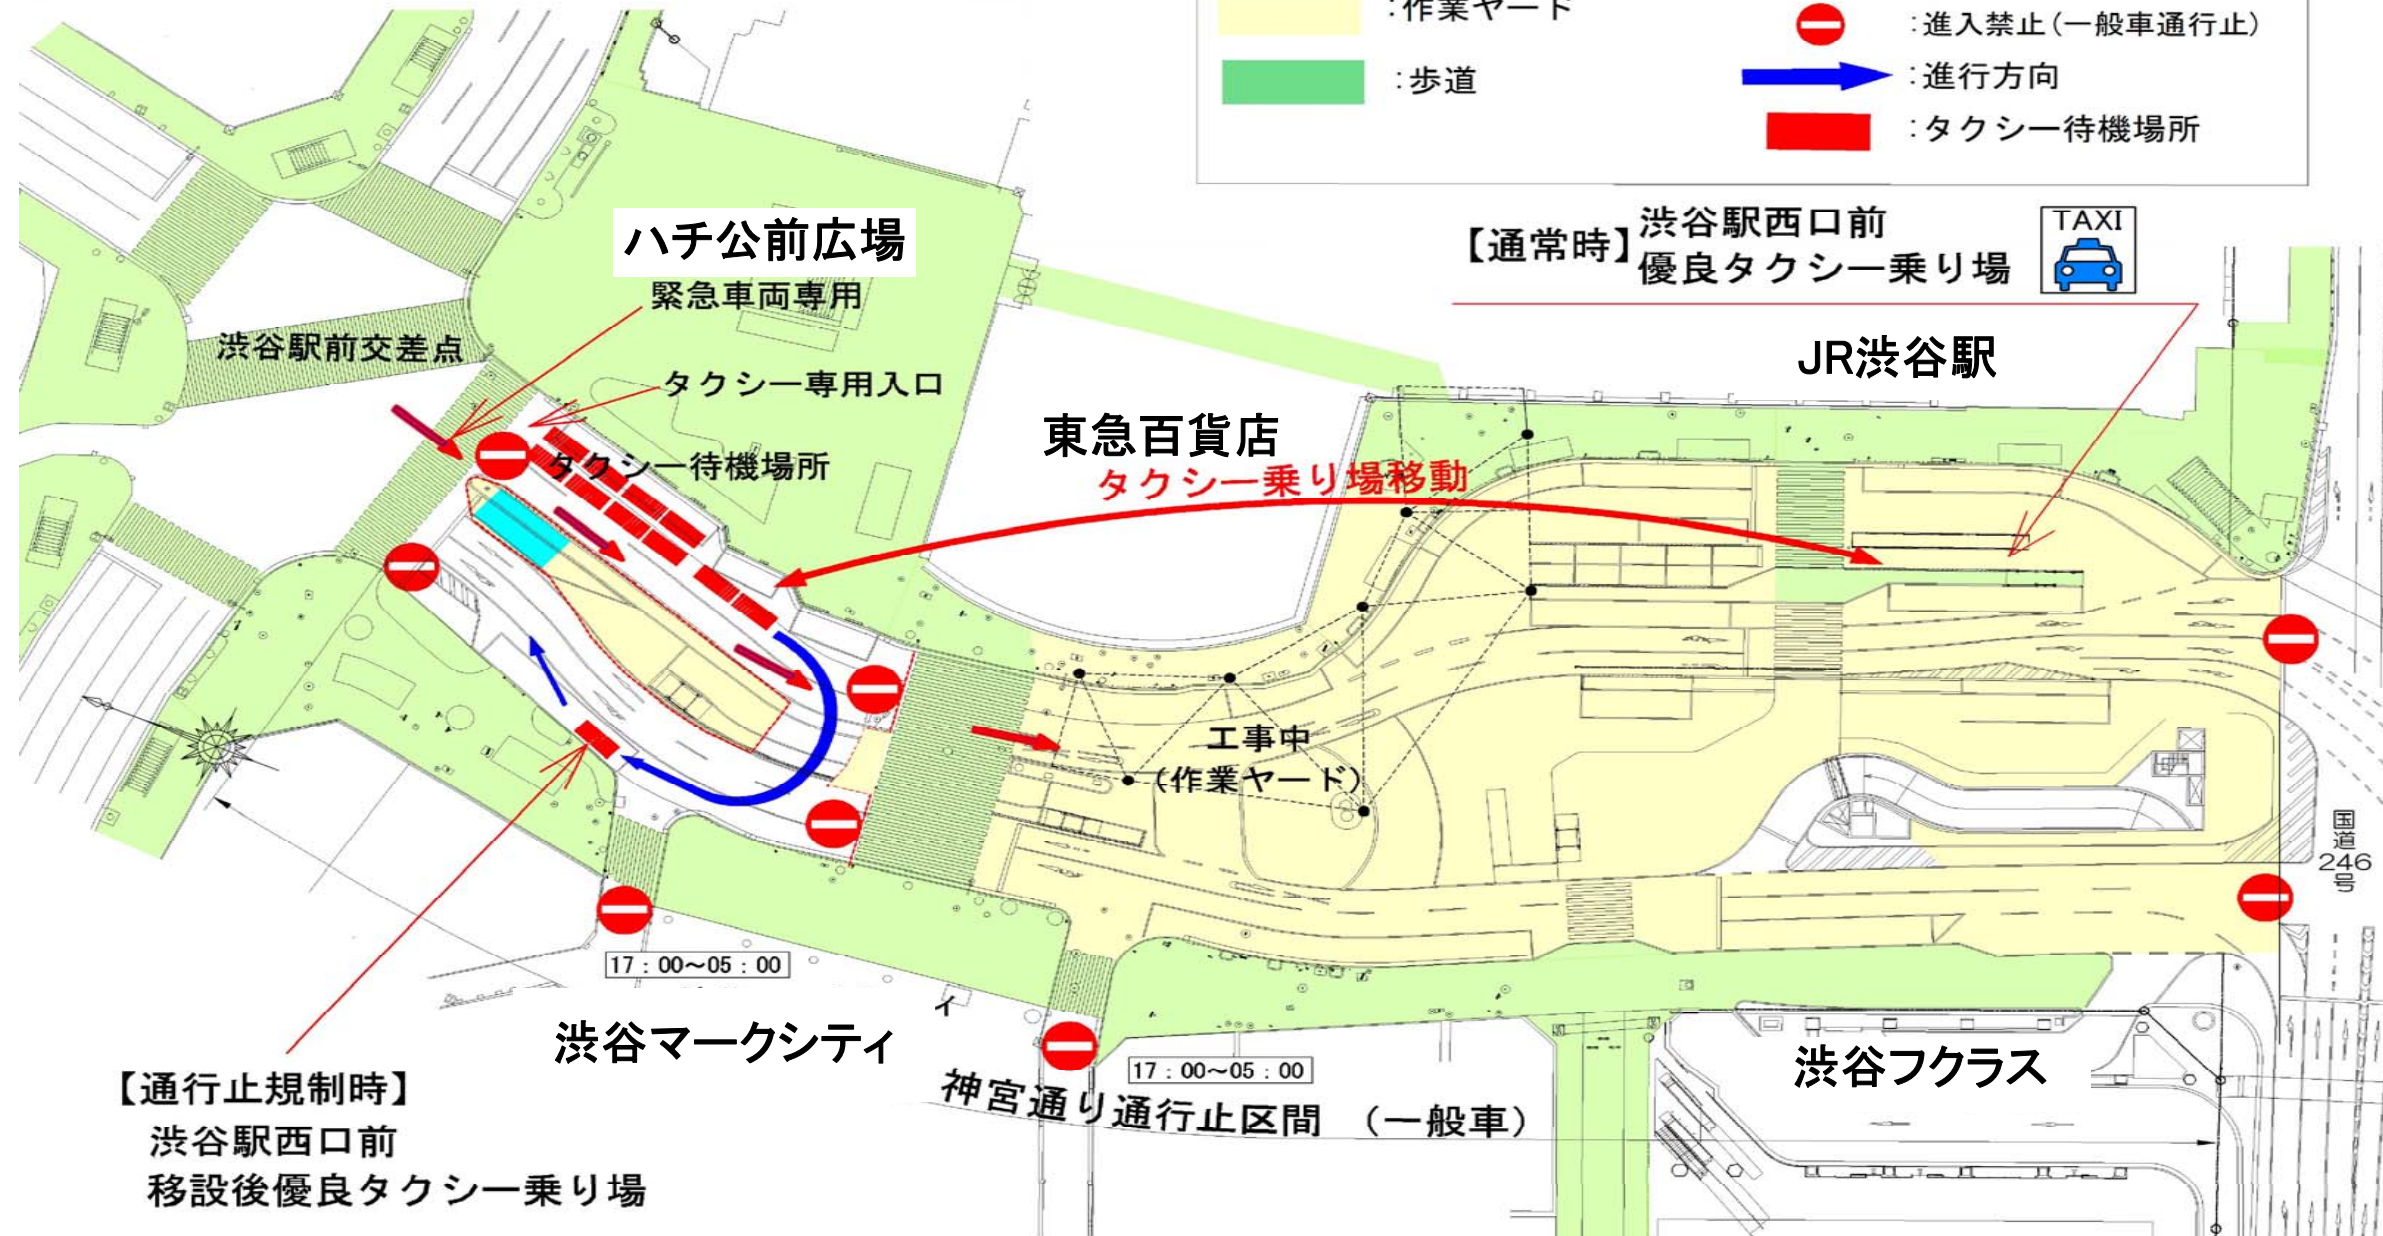 :作業ヤード
:進入禁止(一般車通行止)
:歩道
:進行方向
:タクシー待機場所
【通常時】
渋谷駅西口前
優良タクシー乗り場
TAXI
ハチ公前広場
緊急車両専用
渋谷駅前交差点
タクシー専用入口
タクシー待機場所
JR渋谷駅
東急百貨店
タクシー乗り場移動
工事中
(作業ヤード)
国道246号
17:00~05:00
渋谷マークシティ
イ
17:00~05:00
渋谷フクラス
神宮通り通行止区間 (一般車)
【通行止規制時】
渋谷駅西口前
移設後優良タクシー乗り場